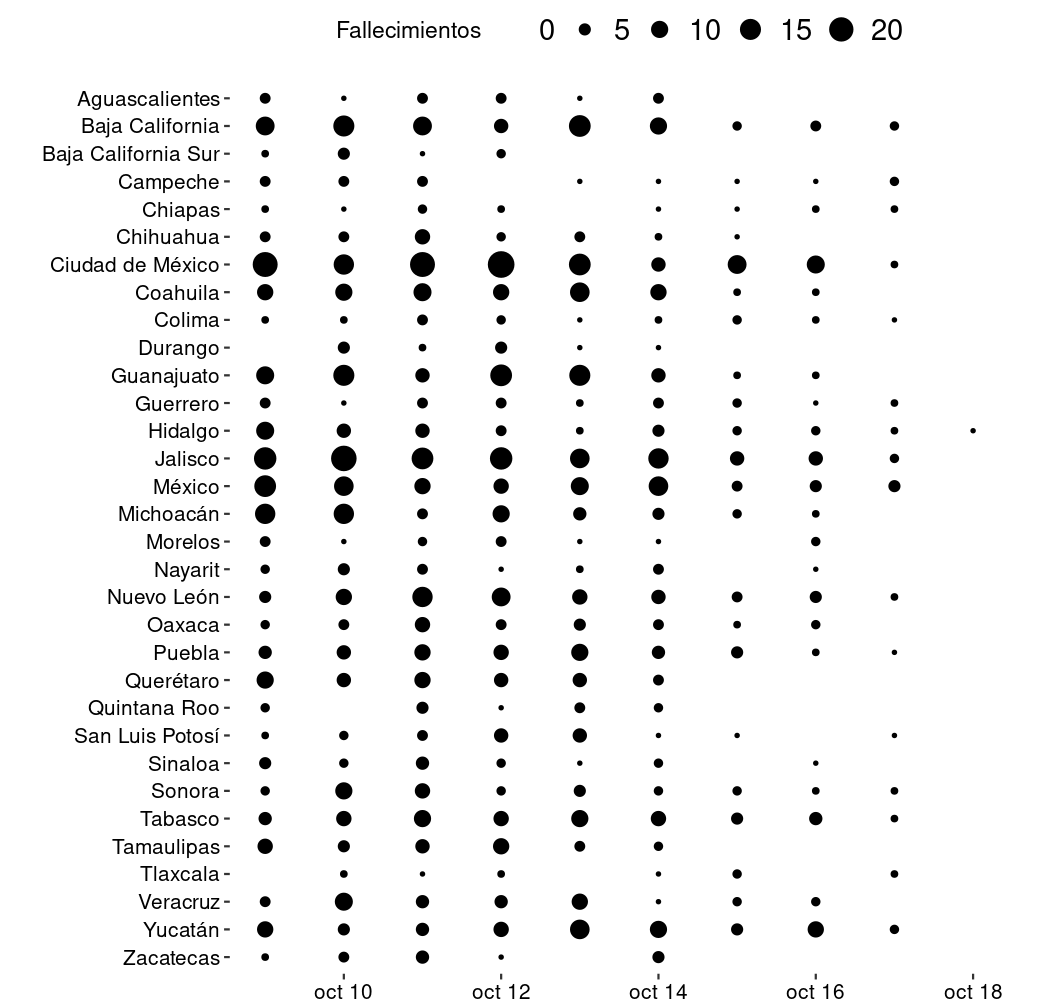 Fallecimientos 0 5 10 15 20
Aguascalientes
Baja California
Baja California Sur
Campeche
Chiapas
Chihuahua
Ciudad de México
Coahuila
Colima
Durango
Guanajuato
Guerrero
Hidalgo
Jalisco
México
Michoacán
Morelos
Nayarit
Nuevo León
Oaxaca
Puebla
Querétaro
Quintana Roo
San Luis Potosí
Sinaloa
Sonora
Tabasco
Tamaulipas
Tlaxcala
Veracruz
Yucatán
Zacatecas
oct 10 oct 12 oct 14 oct 16 oct 18